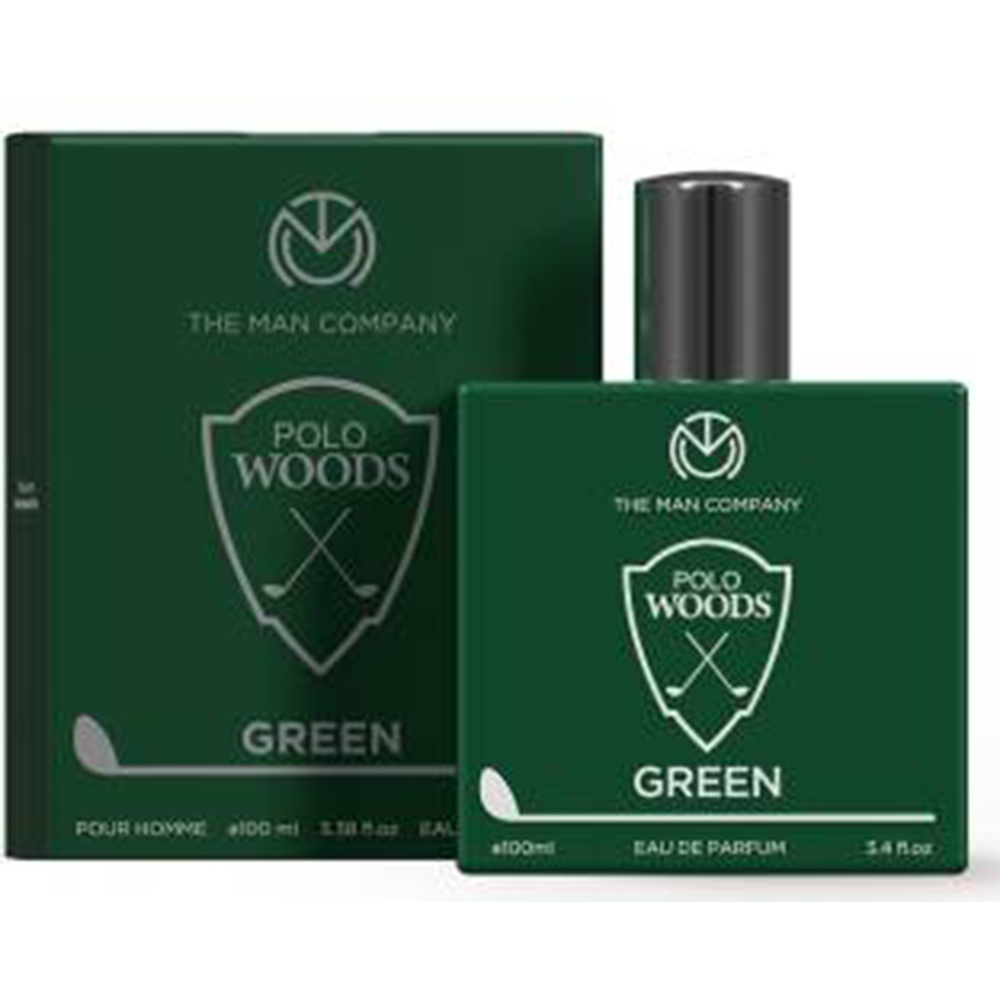 THE MAN COMPANY
POLO
WOODS
GREEN
POUR HOMME e100 ml 3.38 fl oz EAU
THE MAN COMPANY
POLO
WOODS
GREEN
e100ml EAU DE PARFUM 3.4 fl oz